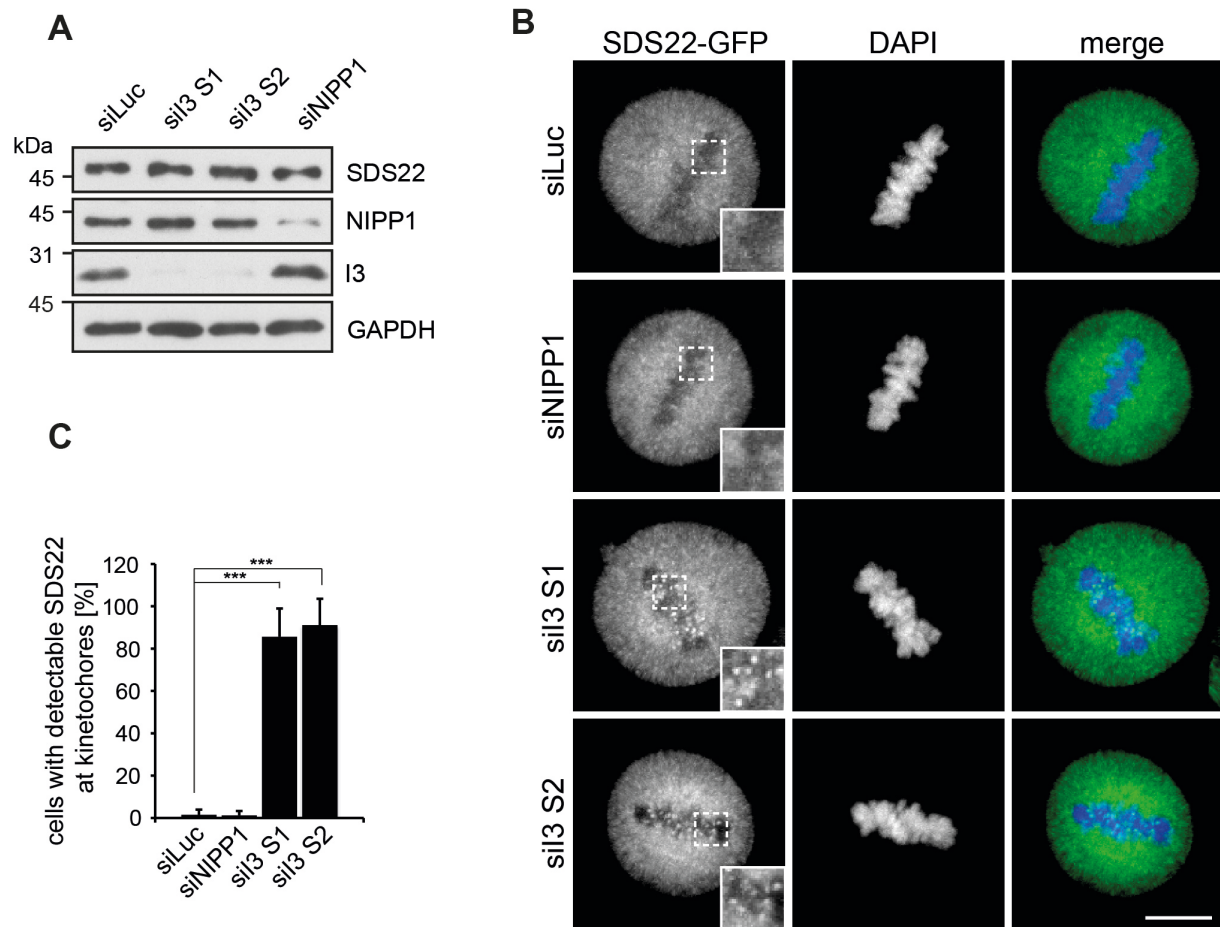 A
siLuc
siI3 S1
siI3 S2
siNIPP1
kDa
45
SDS22
45
NIPP1
31
I3
45
GAPDH
B
SDS22-GFP
DAPI
merge
siLuc
siNIPP1
siI3 S1
siI3 S2
C
cells with detectable SDS22
at kinetochores [%]
120
100
80
60
40
20
0
***
***
siLuc
siNIPP1
siI3 S1
siI3 S2